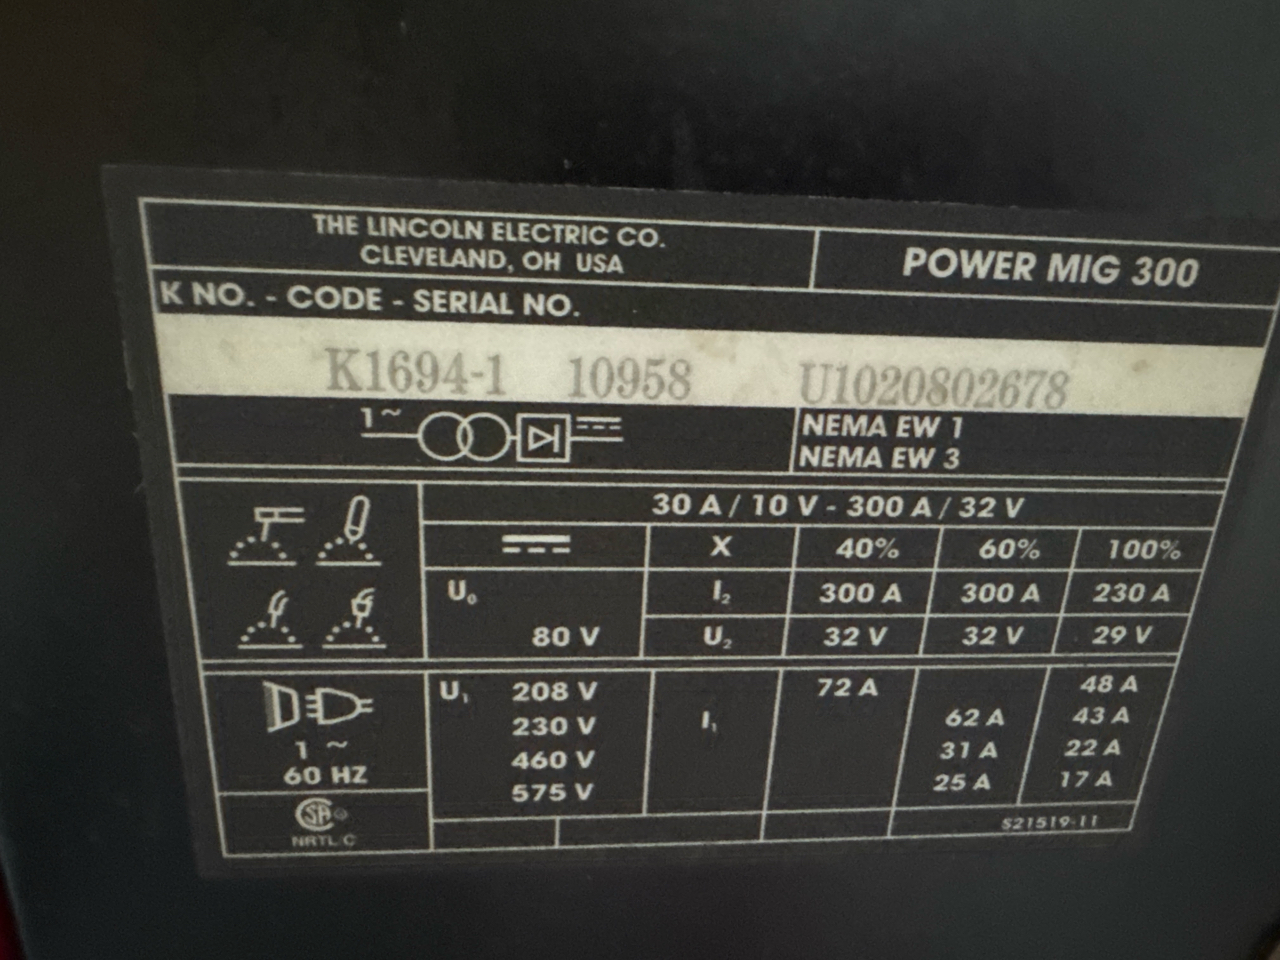 THE LINCOLN ELECTRIC CO.
CLEVELAND, OH USA
POWER MIG 300
K NO. - CODE - SERIAL NO.
K1694-1 10958 U1020802678
1~
NEMA EW 1
NEMA EW 3
30 A / 10 V - 300 A / 32 V
X 40% 60% 100%
U₀ 80 V
I₂ 300 A 300 A 230 A
U₂ 32 V 32 V 29 V
1 ~
60 HZ
U₁ 208 V I₁ 72 A 48 A
230 V 62 A 43 A
460 V 31 A 22 A
575 V 25 A 17 A
SA ®
NRTL/C
S21519-11